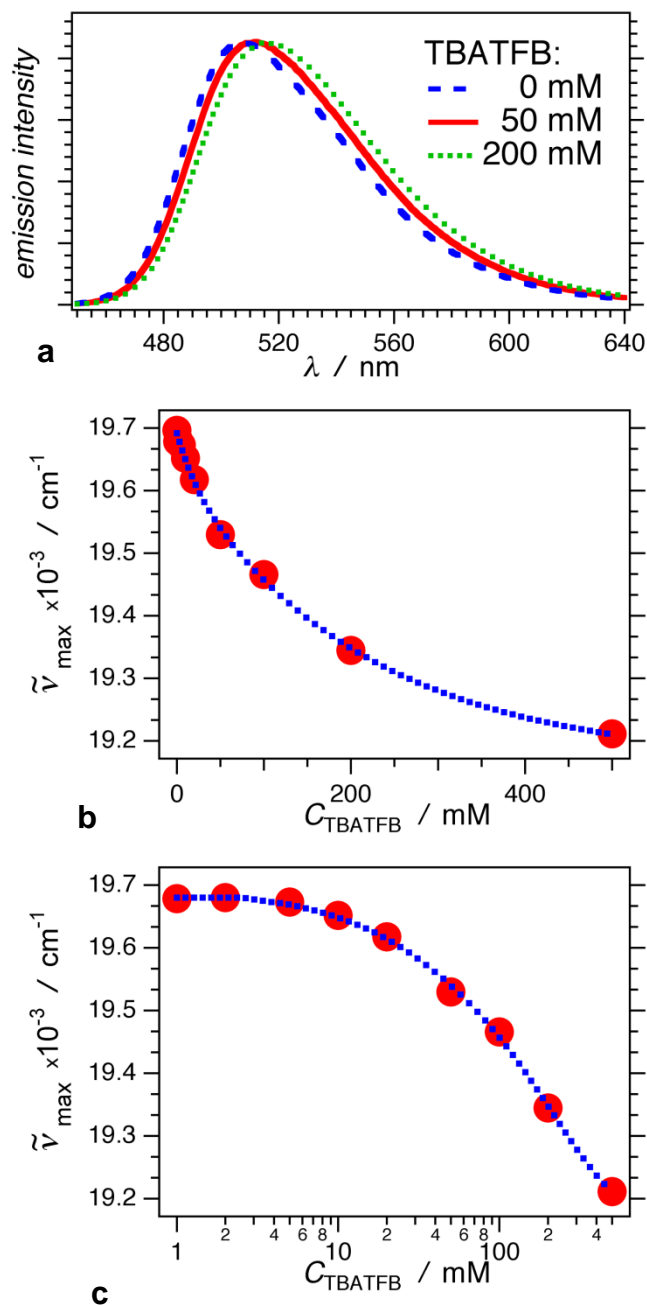 emission intensity
TBATFB:
0 mM
50 mM
200 mM
480 520 560 600 640
λ / nm
a
19.7
19.6
19.5
19.4
19.3
19.2
ν̃max x10⁻³ / cm⁻¹
0 200 400
CTBATFB / mM
b
19.7
19.6
19.5
19.4
19.3
19.2
ν̃max x10⁻³ / cm⁻¹
1 2 4 6 8 10 2 4 6 8 100 2 4
CTBATFB / mM
c